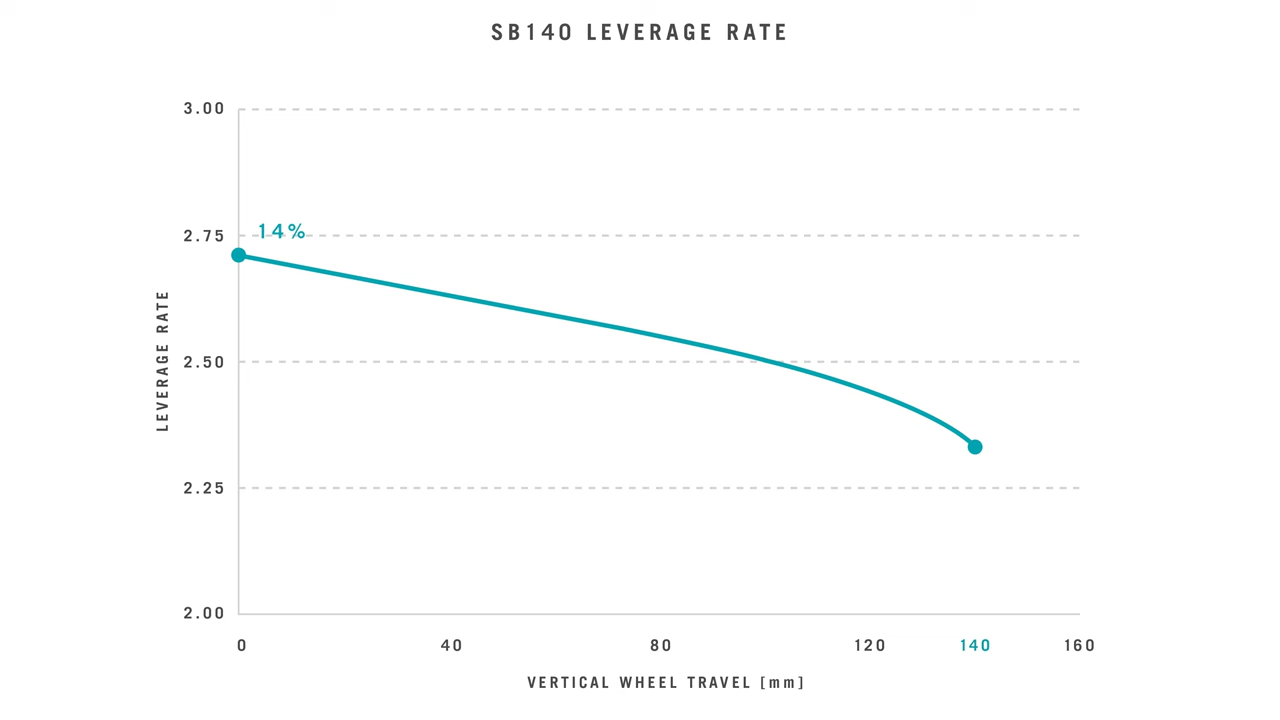 SB140 LEVERAGE RATE
3.00
14%
2.75
2.50
LEVERAGE RATE
2.25
2.00
0 40 80 120 140 160
VERTICAL WHEEL TRAVEL [mm]